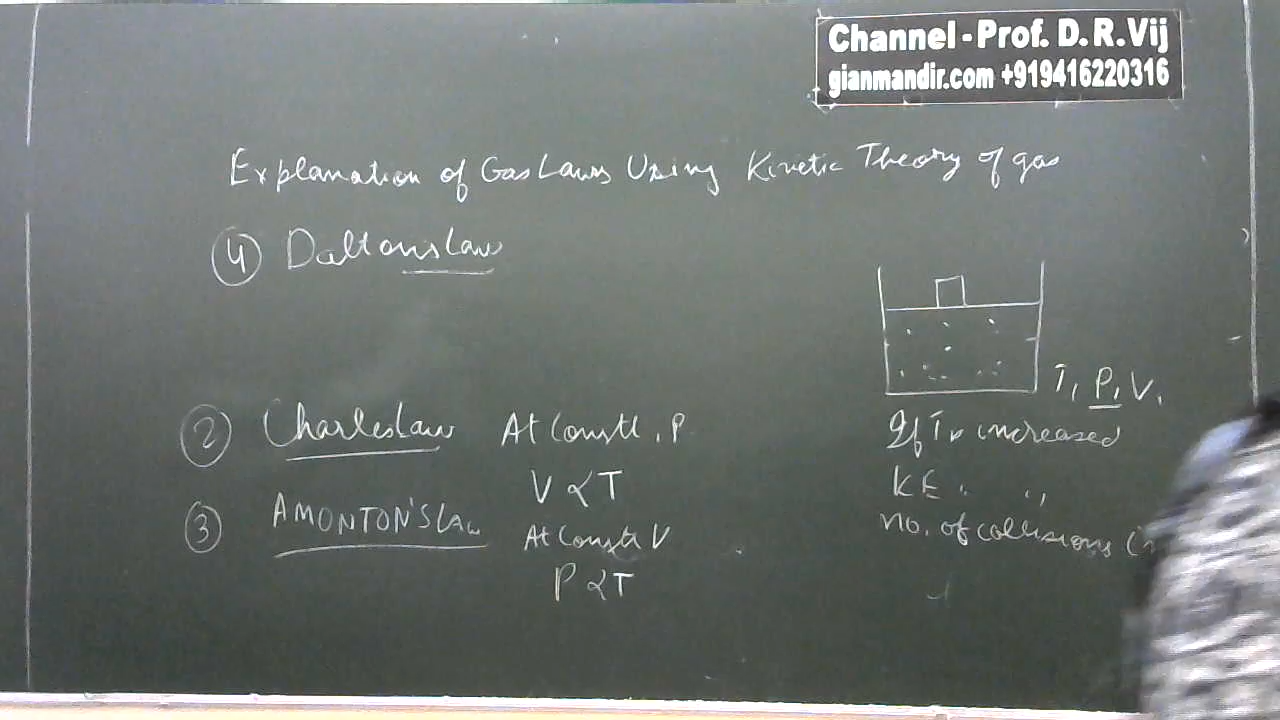 Channel - Prof. D. R. Vij
gianmandir.com +919416220316
Explanation of Gas Laws Using Kinetic Theory of gas
④ Daltons Law
② Charles Law At Constt. P
V ∝ T
③ AMONTON'S LAW At Constt V
P ∝ T
T, P, V,
If T is increased
KE " "
no. of collisions